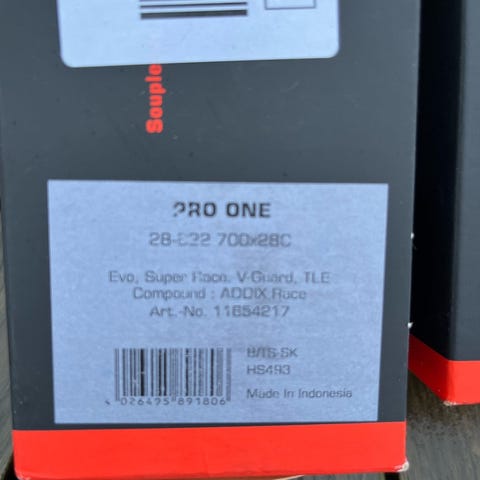 Souple
PRO ONE
28-622 700x28C
Evo, Super Race, V-Guard, TLE
Compound : ADDIX Race
Art.-No. 11654217
B/TS-SK
HS493
Made In Indonesia
4 026495 891806